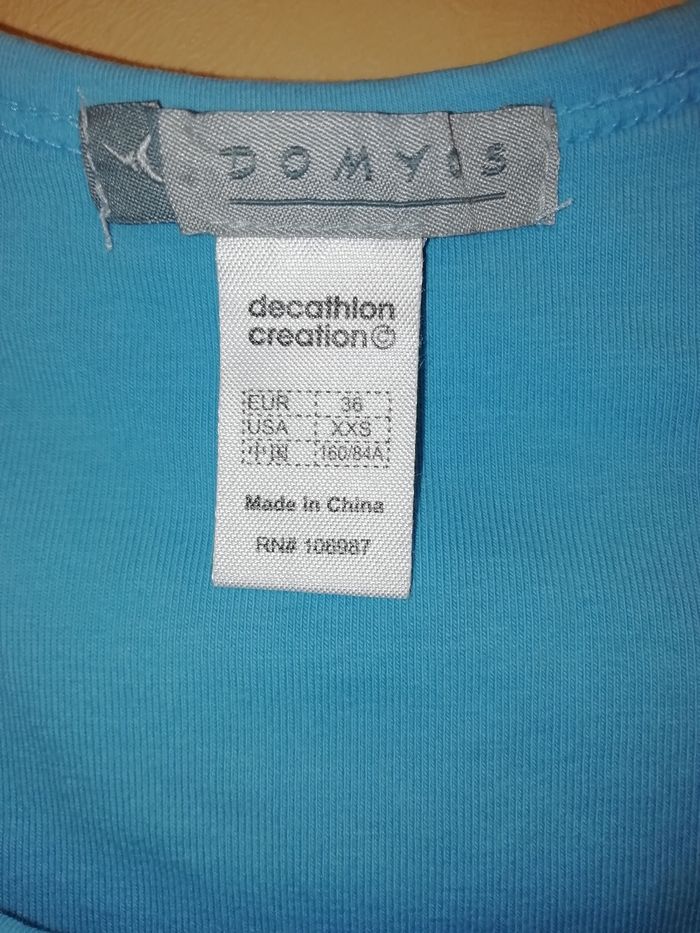 DOMYOS
decathlon
creation
EUR 36
USA XXS
中国 160/84A
Made in China
RN# 106987